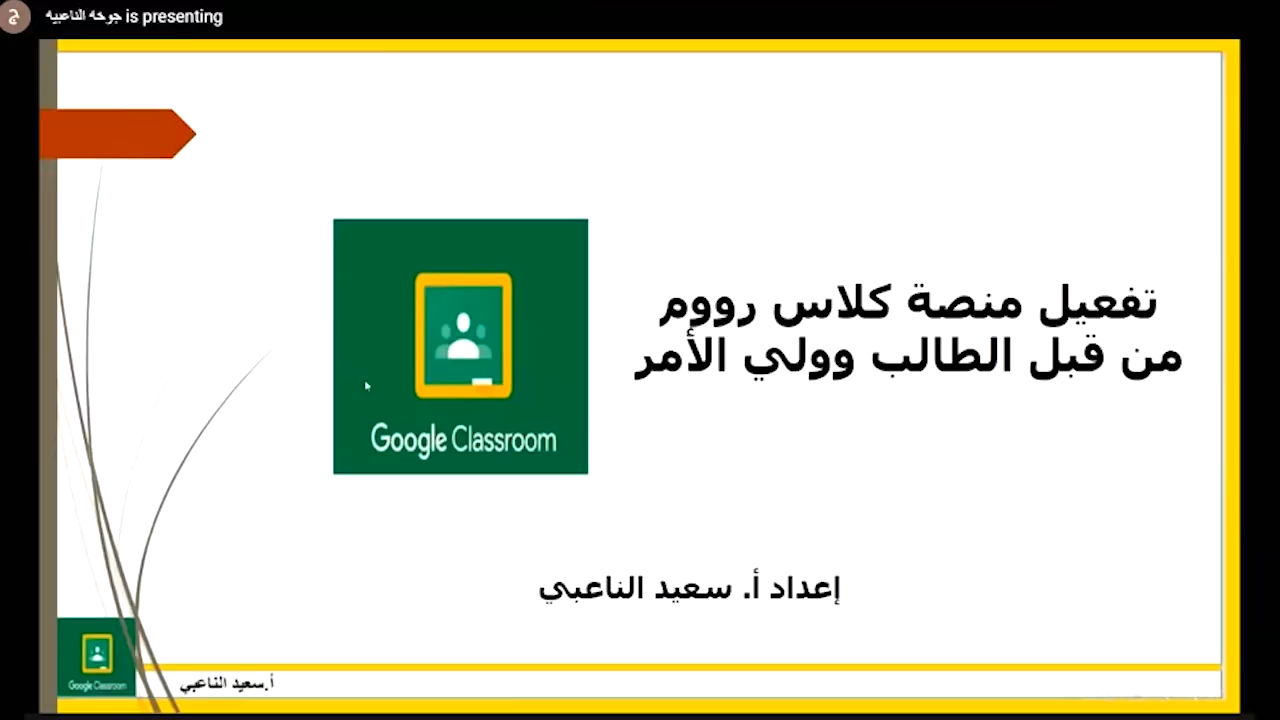 ج
جوخه الناعبيه is presenting
تفعيل منصة كلاس رووم
من قبل الطالب وولي الأمر
Google Classroom
إعداد أ. سعيد الناعبي
Google Classroom
أ.سعيد الناعبي